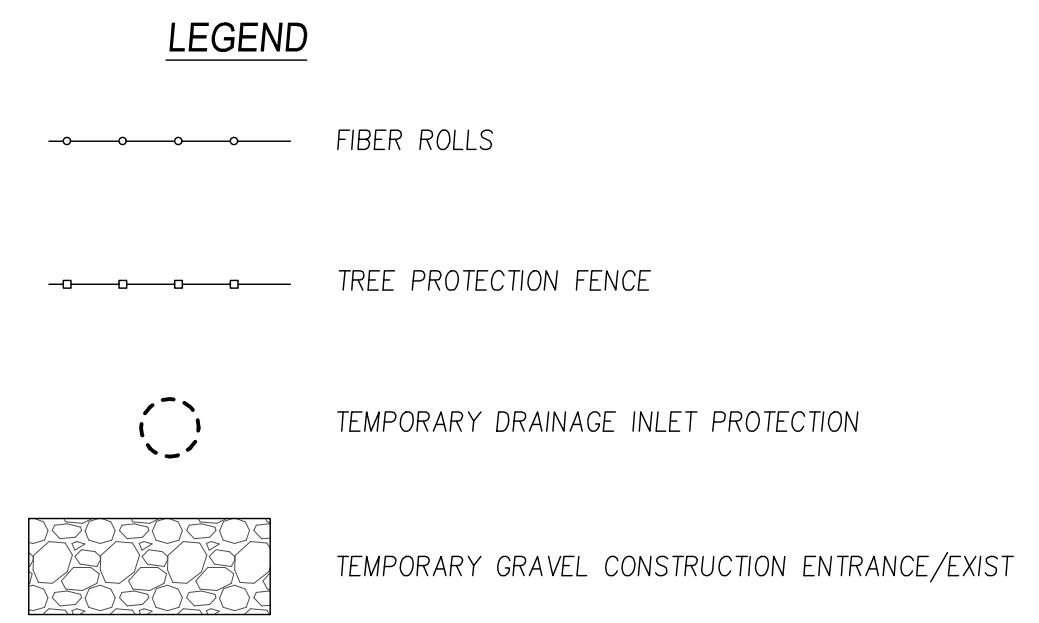 LEGEND
FIBER ROLLS
TREE PROTECTION FENCE
TEMPORARY DRAINAGE INLET PROTECTION
TEMPORARY GRAVEL CONSTRUCTION ENTRANCE/EXIST